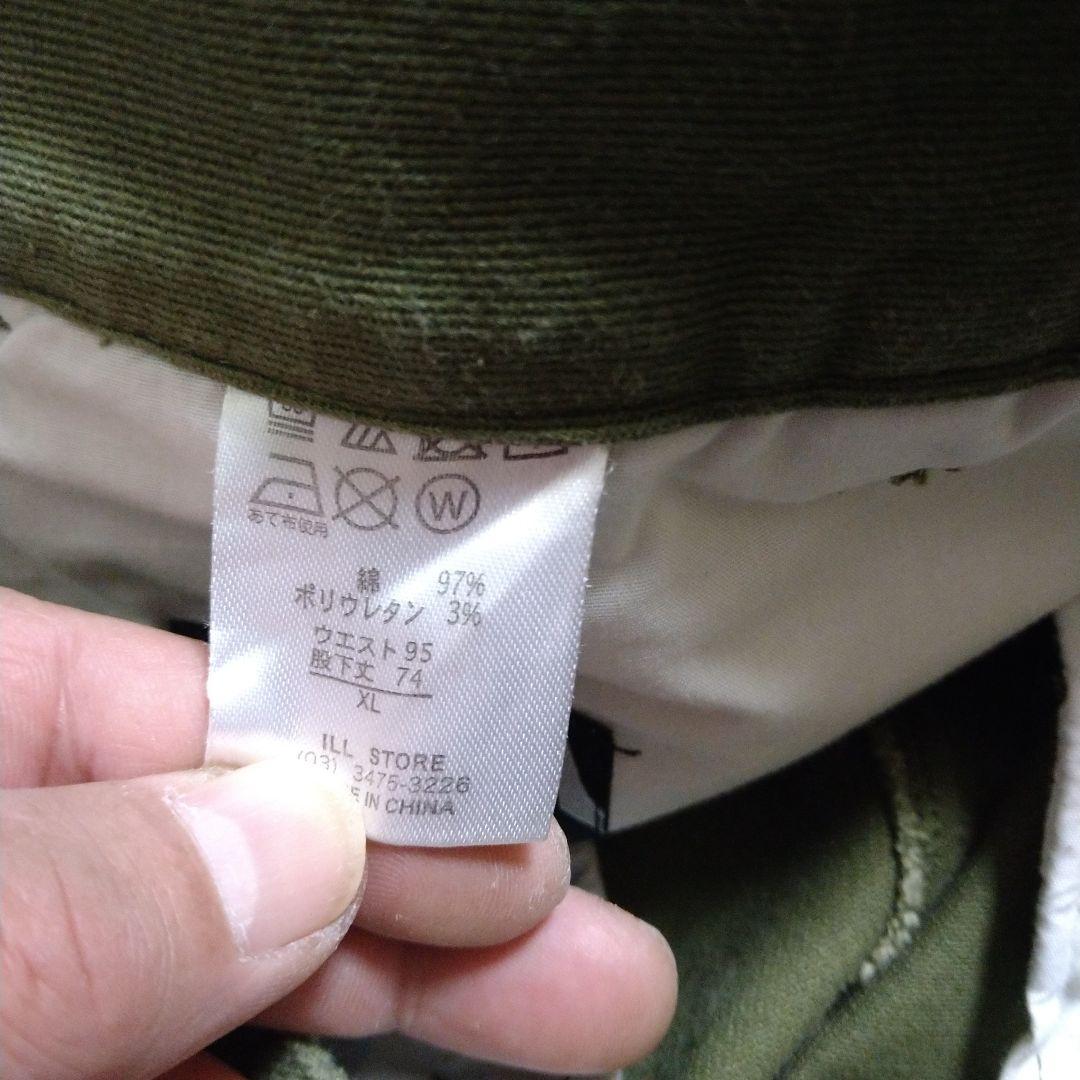 W
あて布使用
綿 97%
ポリウレタン 3%
ウエスト 95
股下丈 74
XL
ILL STORE
(03) 3475-3226
IN CHINA